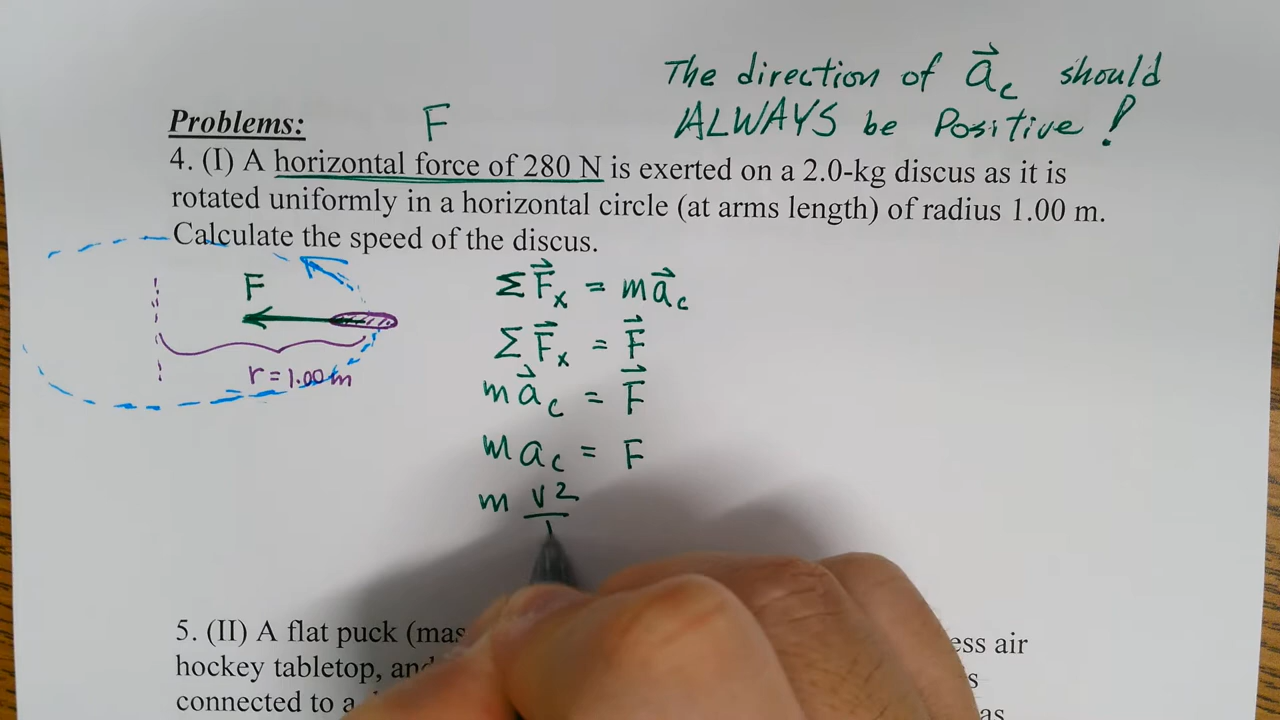 The direction of a⃗c should
ALWAYS be Positive!
Problems: F
4. (I) A horizontal force of 280 N is exerted on a 2.0-kg discus as it is
rotated uniformly in a horizontal circle (at arms length) of radius 1.00 m.
Calculate the speed of the discus.
F
r = 1.00 m
ΣF⃗x = ma⃗c
ΣF⃗x = F⃗
ma⃗c = F⃗
mac = F
m v2
5. (II) A flat puck (mas ess air
hockey tabletop, and s
connected to a as